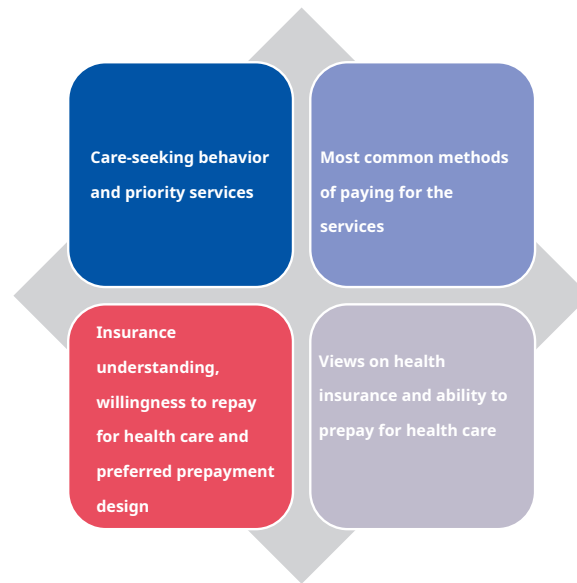 Care-seeking behavior
and priority services
Most common methods
of paying for the
services
Insurance
understanding,
willingness to repay
for health care and
preferred prepayment
design
Views on health
insurance and ability to
prepay for health care